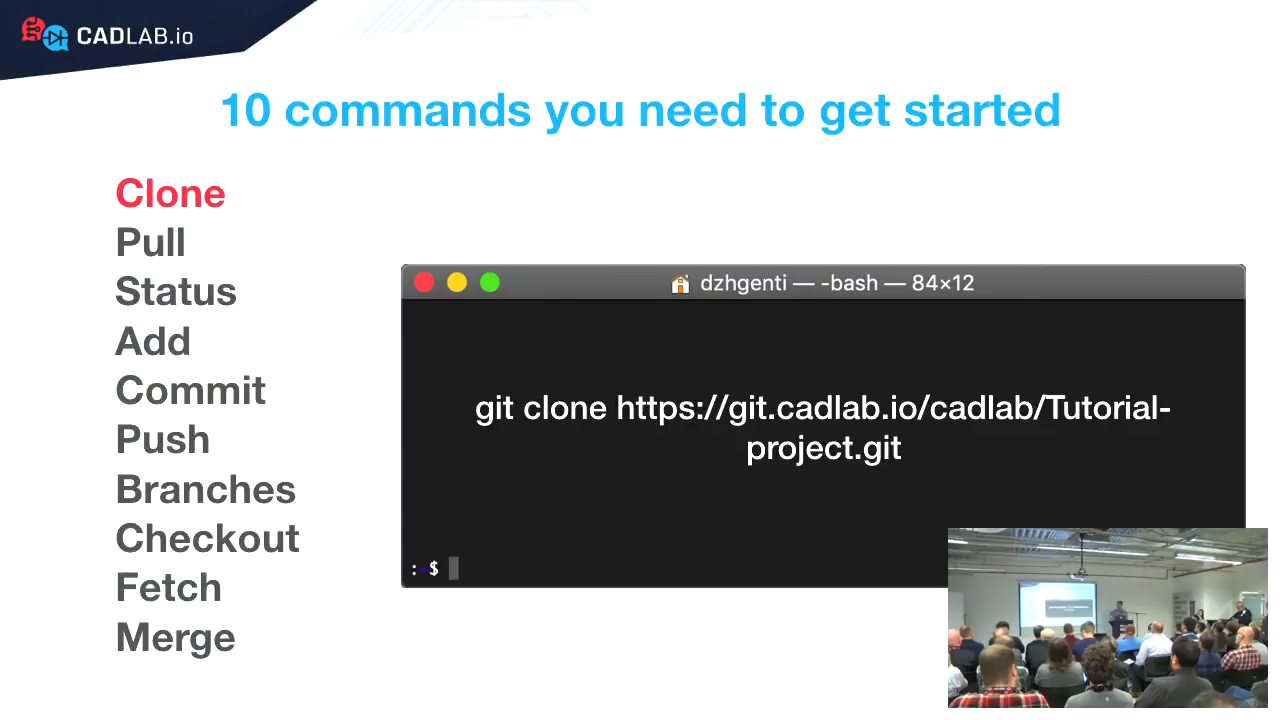 CADLAB.io
10 commands you need to get started
Clone
Pull
Status
Add
Commit
Push
Branches
Checkout
Fetch
Merge
dzhgenti — -bash — 84×12
git clone https://git.cadlab.io/cadlab/Tutorial-
project.git
:~$